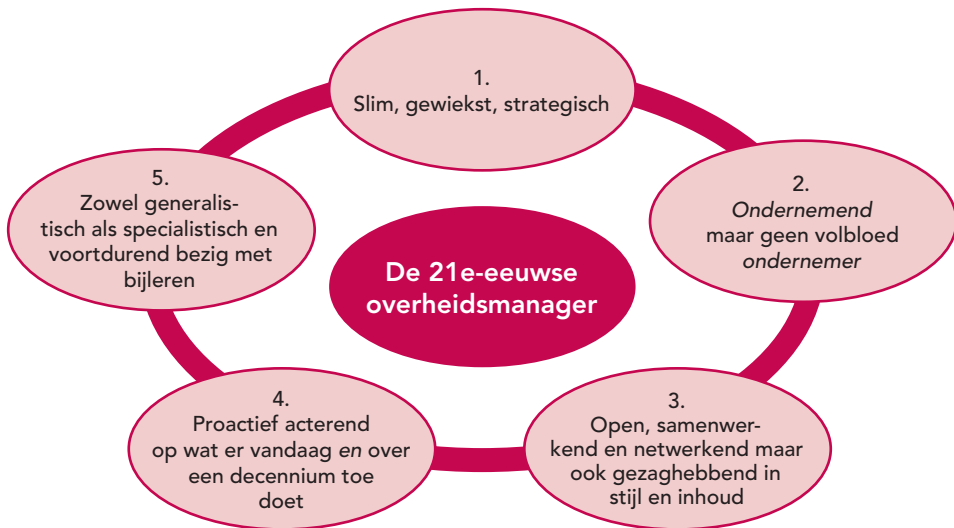 1.
Slim, gewiekst, strategisch
2.
Ondernemend
maar geen volbloed
ondernemer
3.
Open, samenwer-
kend en netwerkend maar
ook gezaghebbend in
stijl en inhoud
4.
Proactief acterend
op wat er vandaag en over
een decennium toe
doet
5.
Zowel generalis-
tisch als specialistisch en
voortdurend bezig met
bijleren
De 21e-eeuwse
overheidsmanager